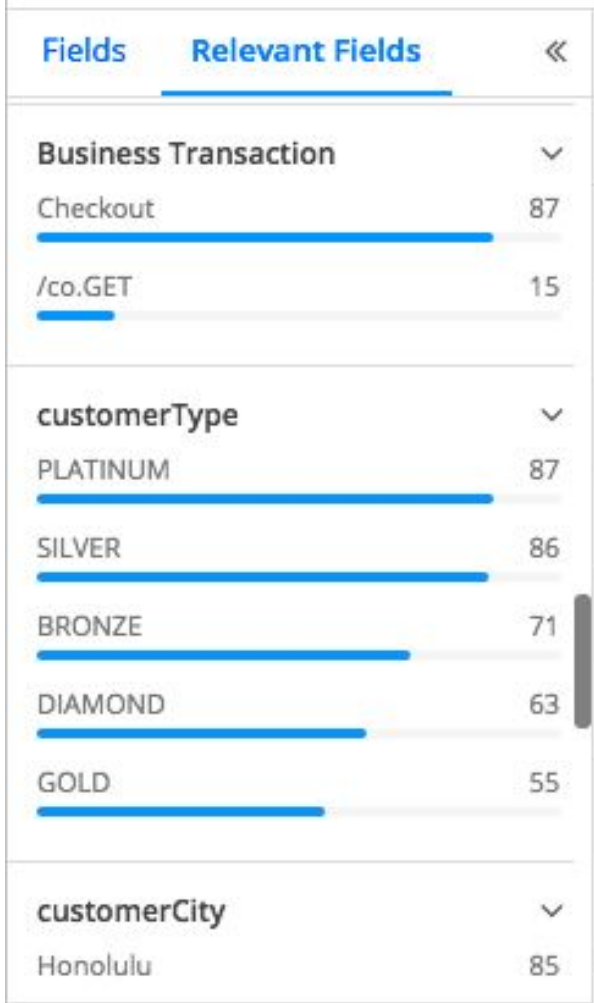 Fields Relevant Fields «
Business Transaction
Checkout 87
/co.GET 15
customerType
PLATINUM 87
SILVER 86
BRONZE 71
DIAMOND 63
GOLD 55
customerCity
Honolulu 85